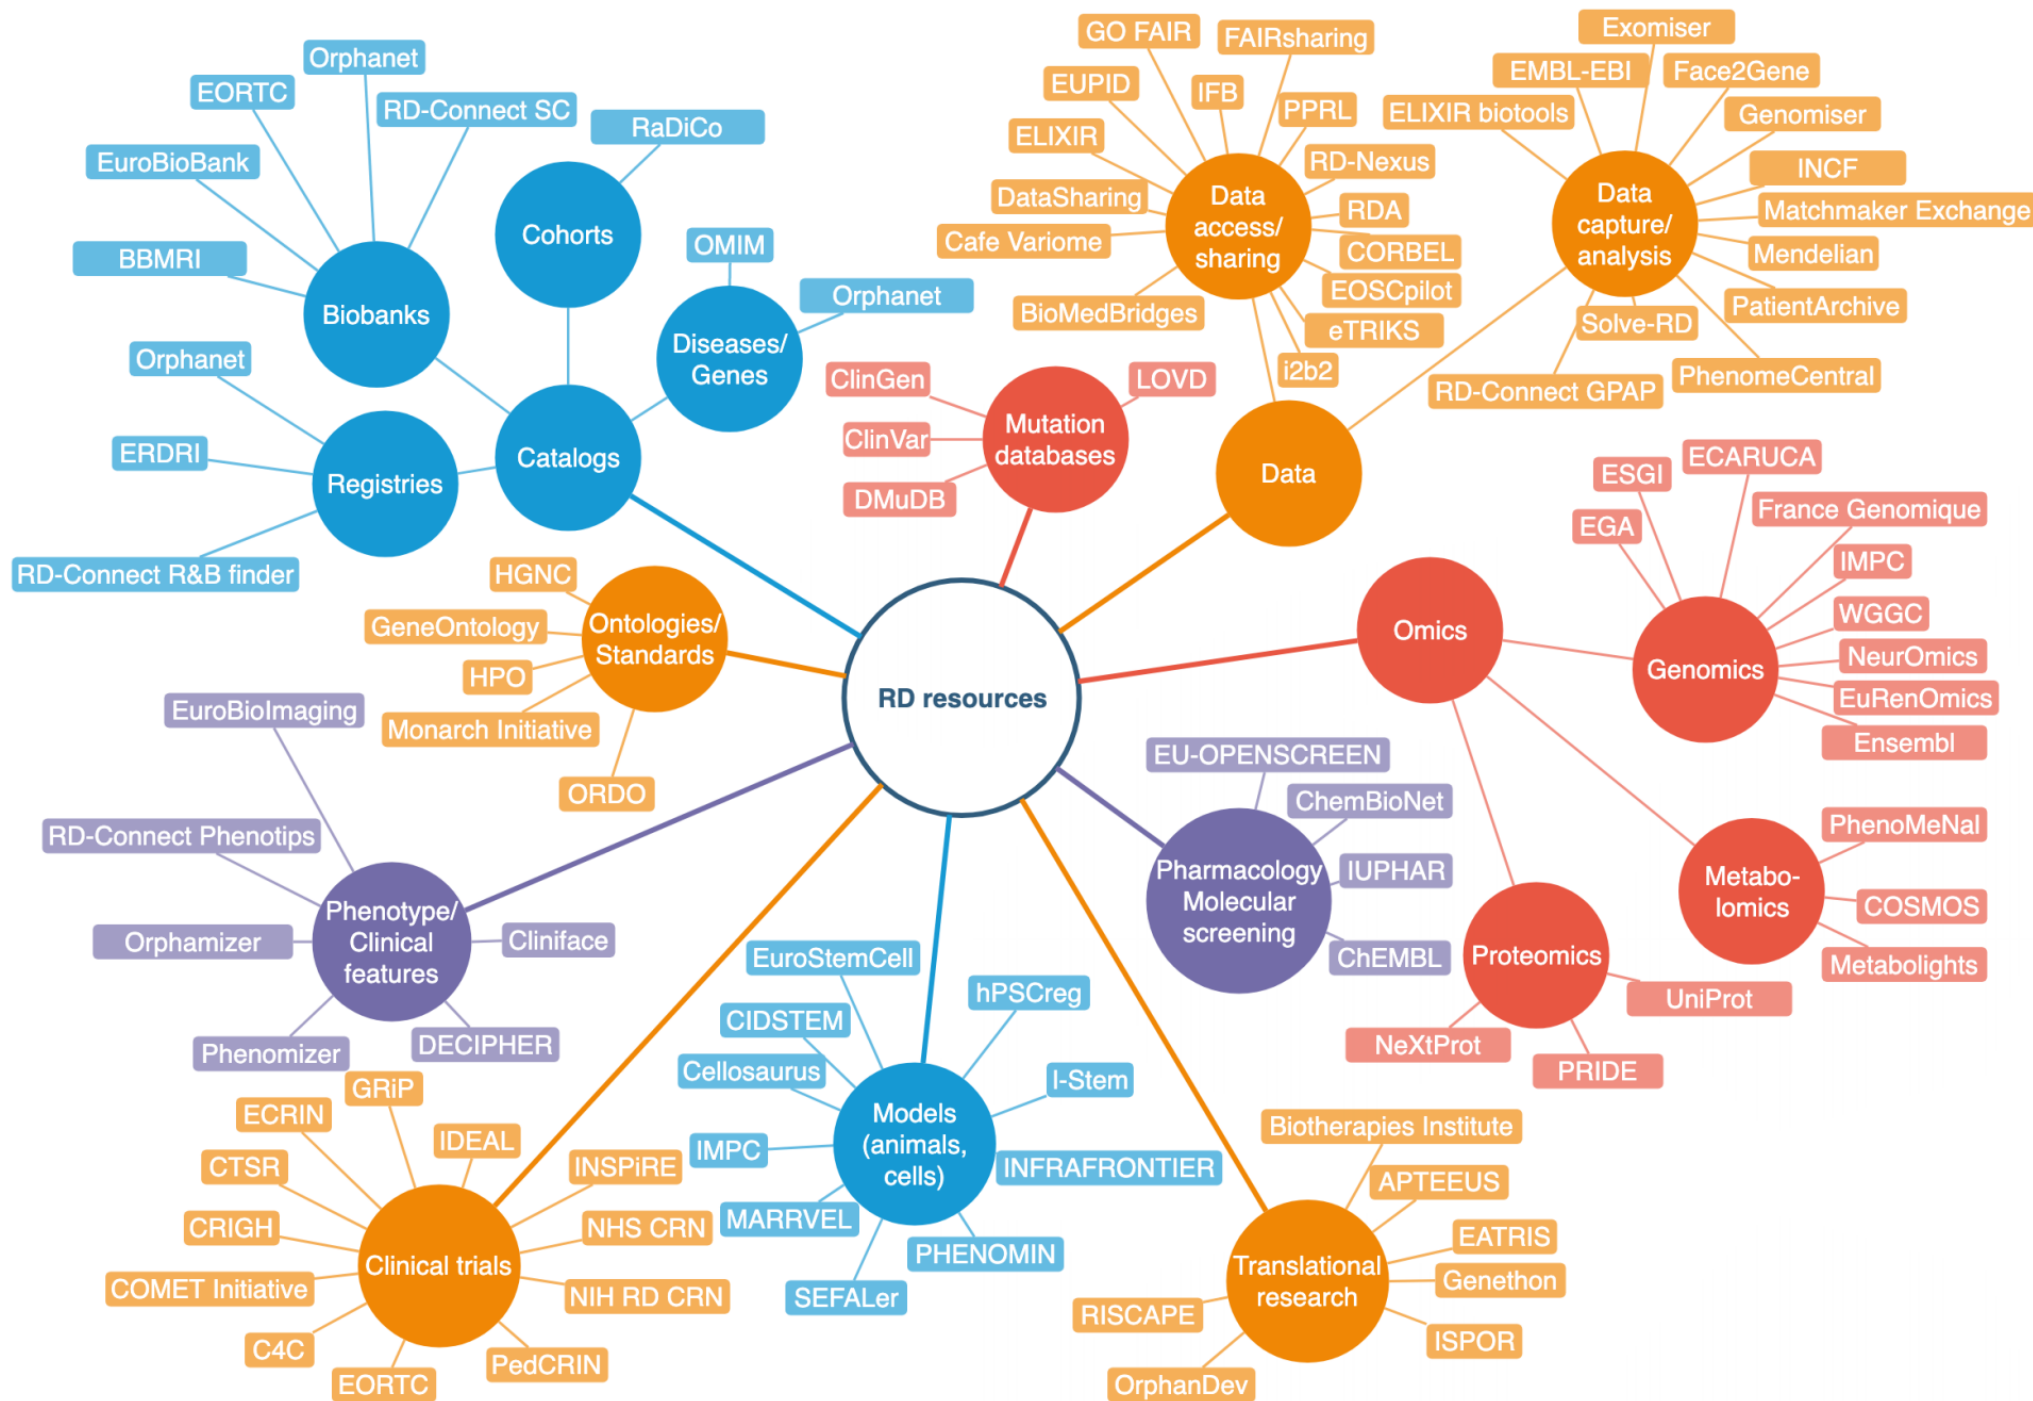 GO FAIR
FAIRsharing
Exomiser
Orphanet
EMBL-EBI
Face2Gene
EORTC
EUPID
IFB
RD-Connect SC
PPRL
ELIXIR biotools
Genomiser
RaDiCo
ELIXIR
EuroBioBank
RD-Nexus
INCF
DataSharing
Data
access/
sharing
RDA
Data
capture/
analysis
Matchmaker Exchange
Cohorts
OMIM
Cafe Variome
CORBEL
Mendelian
BBMRI
EOSCpilot
Orphanet
PatientArchive
Biobanks
BioMedBridges
eTRIKS
Solve-RD
Diseases/
Genes
Orphanet
i2b2
PhenomeCentral
ClinGen
LOVD
RD-Connect GPAP
Mutation
databases
ClinVar
ERDRI
Catalogs
Data
ECARUCA
ESGI
Registries
DMuDB
France Genomique
EGA
RD-Connect R&B finder
HGNC
IMPC
GeneOntology
Ontologies/
Standards
Omics
WGGC
HPO
Genomics
NeurOmics
RD resources
EuRenOmics
EuroBioImaging
Monarch Initiative
Ensembl
EU-OPENSCREEN
ORDO
ChemBioNet
RD-Connect Phenotips
PhenoMeNal
Pharmacology
Molecular
screening
IUPHAR
Metabo-
lomics
COSMOS
Phenotype/
Clinical
features
Orphamizer
Cliniface
EuroStemCell
ChEMBL
Proteomics
Metabolights
hPSCreg
UniProt
CIDSTEM
Phenomizer
DECIPHER
NeXtProt
PRIDE
Cellosaurus
I-Stem
GRiP
ECRIN
IDEAL
Models
(animals,
cells)
Biotherapies Institute
IMPC
CTSR
INSPiRE
INFRAFRONTIER
APTEEUS
MARRVEL
CRIGH
NHS CRN
EATRIS
PHENOMIN
Clinical trials
Translational
research
Genethon
COMET Initiative
NIH RD CRN
SEFALer
RISCAPE
ISPOR
C4C
PedCRIN
EORTC
OrphanDev